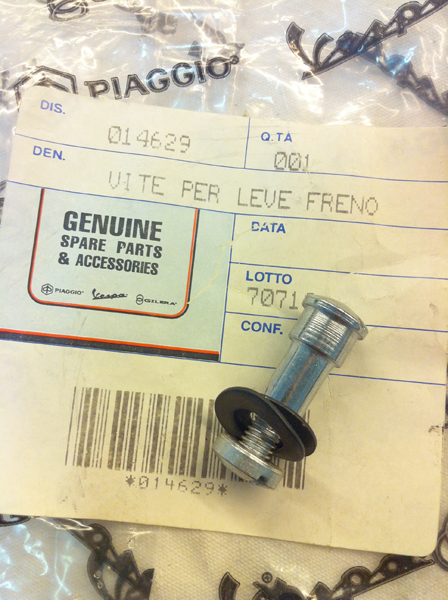 PIAGGIO®
Vespa
DIS.
014629
Q.TA
001
DEN.
VITE PER LEVE FRENO
GENUINE
SPARE PARTS
& ACCESSORIES
PIAGGIO®
Vespa
GILERA®
DATA
LOTTO
7071
CONF.
*014629*